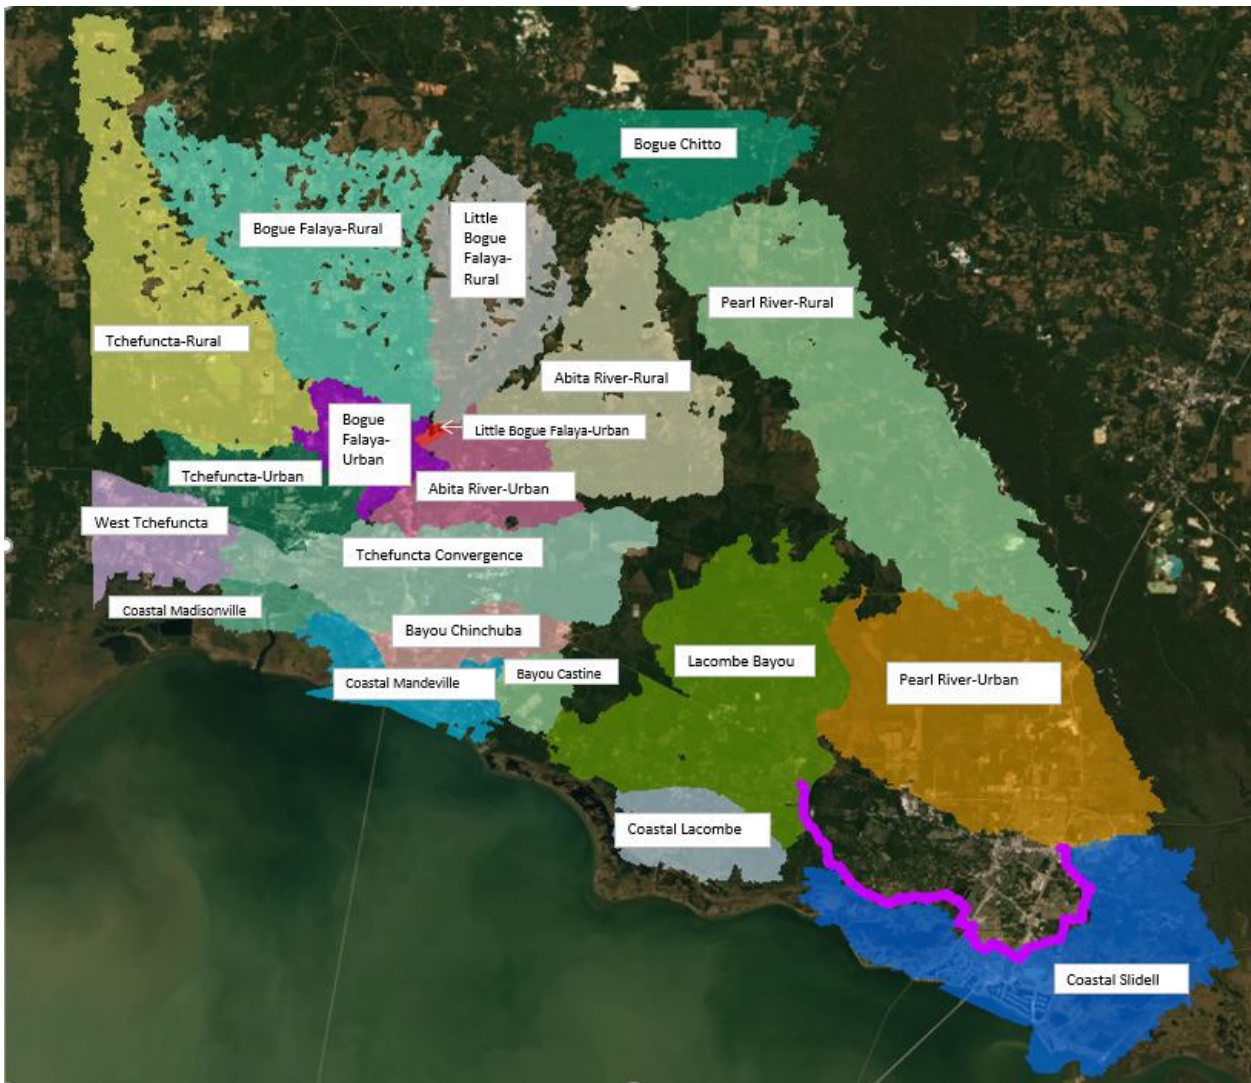 Bogue Chitto
Little
Bogue
Falaya-
Rural
Bogue Falaya-Rural
Pearl River-Rural
Tchefuncta-Rural
Abita River-Rural
Bogue
Falaya-
Urban
Little Bogue Falaya-Urban
Tchefuncta-Urban
Abita River-Urban
West Tchefuncta
Tchefuncta Convergence
Coastal Madisonville
Bayou Chinchuba
Lacombe Bayou
Bayou Castine
Coastal Mandeville
Pearl River-Urban
Coastal Lacombe
Coastal Slidell